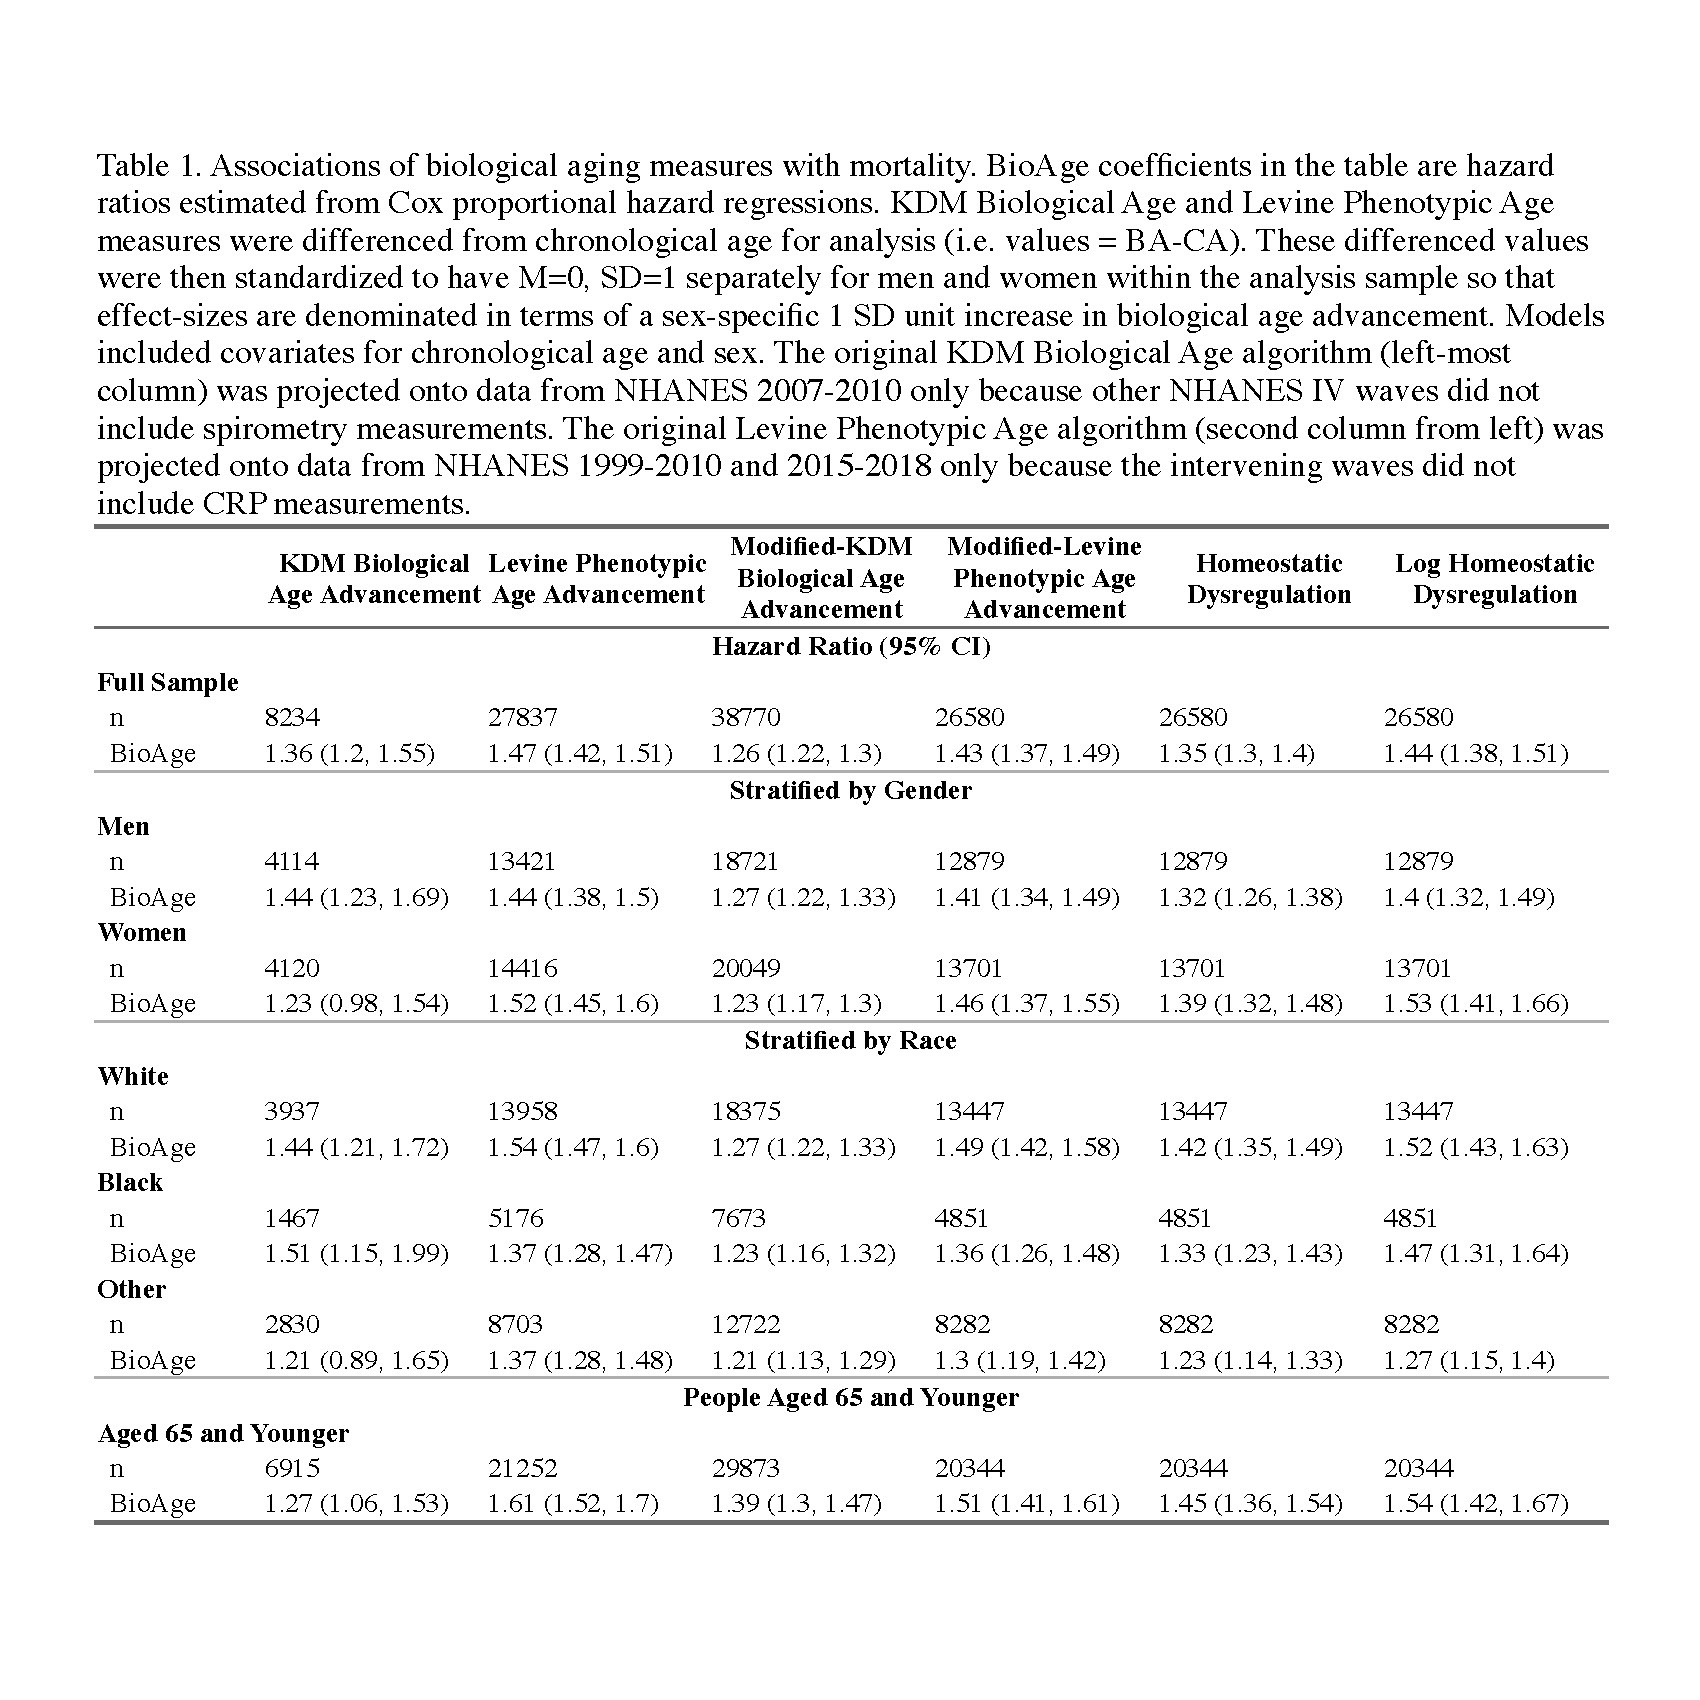 Table 1. Associations of biological aging measures with mortality. BioAge coefficients in the table are hazard
ratios estimated from Cox proportional hazard regressions. KDM Biological Age and Levine Phenotypic Age
measures were differenced from chronological age for analysis (i.e. values = BA-CA). These differenced values
were then standardized to have M=0, SD=1 separately for men and women within the analysis sample so that
effect-sizes are denominated in terms of a sex-specific 1 SD unit increase in biological age advancement. Models
included covariates for chronological age and sex. The original KDM Biological Age algorithm (left-most
column) was projected onto data from NHANES 2007-2010 only because other NHANES IV waves did not
include spirometry measurements. The original Levine Phenotypic Age algorithm (second column from left) was
projected onto data from NHANES 1999-2010 and 2015-2018 only because the intervening waves did not
include CRP measurements.
KDM Biological Age Advancement Levine Phenotypic Age Advancement Modified-KDM Biological Age Advancement Modified-Levine Phenotypic Age Advancement Homeostatic Dysregulation Log Homeostatic Dysregulation
Hazard Ratio (95% CI)
Full Sample
n 8234 27837 38770 26580 26580 26580
BioAge 1.36 (1.2, 1.55) 1.47 (1.42, 1.51) 1.26 (1.22, 1.3) 1.43 (1.37, 1.49) 1.35 (1.3, 1.4) 1.44 (1.38, 1.51)
Stratified by Gender
Men
n 4114 13421 18721 12879 12879 12879
BioAge 1.44 (1.23, 1.69) 1.44 (1.38, 1.5) 1.27 (1.22, 1.33) 1.41 (1.34, 1.49) 1.32 (1.26, 1.38) 1.4 (1.32, 1.49)
Women
n 4120 14416 20049 13701 13701 13701
BioAge 1.23 (0.98, 1.54) 1.52 (1.45, 1.6) 1.23 (1.17, 1.3) 1.46 (1.37, 1.55) 1.39 (1.32, 1.48) 1.53 (1.41, 1.66)
Stratified by Race
White
n 3937 13958 18375 13447 13447 13447
BioAge 1.44 (1.21, 1.72) 1.54 (1.47, 1.6) 1.27 (1.22, 1.33) 1.49 (1.42, 1.58) 1.42 (1.35, 1.49) 1.52 (1.43, 1.63)
Black
n 1467 5176 7673 4851 4851 4851
BioAge 1.51 (1.15, 1.99) 1.37 (1.28, 1.47) 1.23 (1.16, 1.32) 1.36 (1.26, 1.48) 1.33 (1.23, 1.43) 1.47 (1.31, 1.64)
Other
n 2830 8703 12722 8282 8282 8282
BioAge 1.21 (0.89, 1.65) 1.37 (1.28, 1.48) 1.21 (1.13, 1.29) 1.3 (1.19, 1.42) 1.23 (1.14, 1.33) 1.27 (1.15, 1.4)
People Aged 65 and Younger
Aged 65 and Younger
n 6915 21252 29873 20344 20344 20344
BioAge 1.27 (1.06, 1.53) 1.61 (1.52, 1.7) 1.39 (1.3, 1.47) 1.51 (1.41, 1.61) 1.45 (1.36, 1.54) 1.54 (1.42, 1.67)